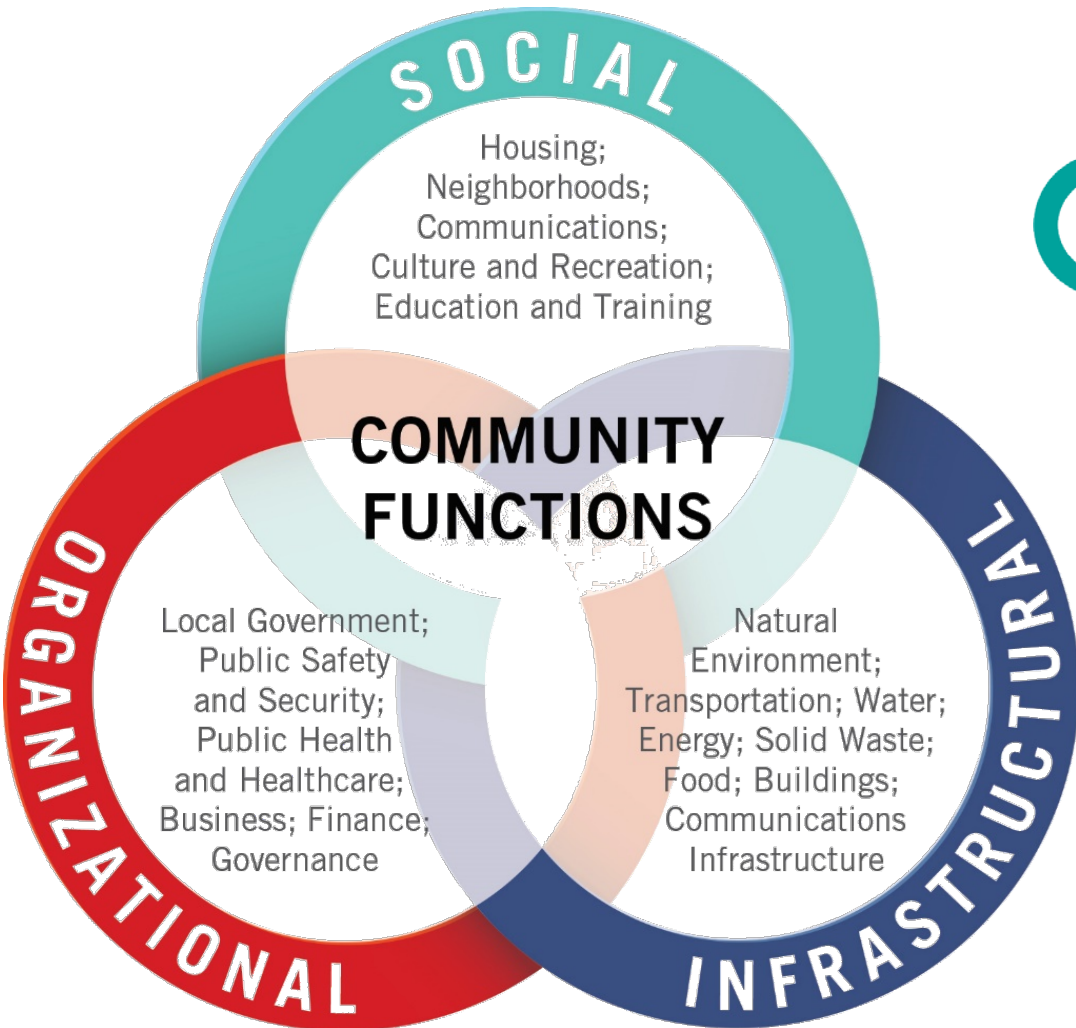 SOCIAL
Housing;
Neighborhoods;
Communications;
Culture and Recreation;
Education and Training
COMMUNITY
FUNCTIONS
ORGANIZATIONAL
Local Government;
Public Safety
and Security;
Public Health
and Healthcare;
Business; Finance;
Governance
INFRASTRUCTURAL
Natural
Environment;
Transportation; Water;
Energy; Solid Waste;
Food; Buildings;
Communications
Infrastructure